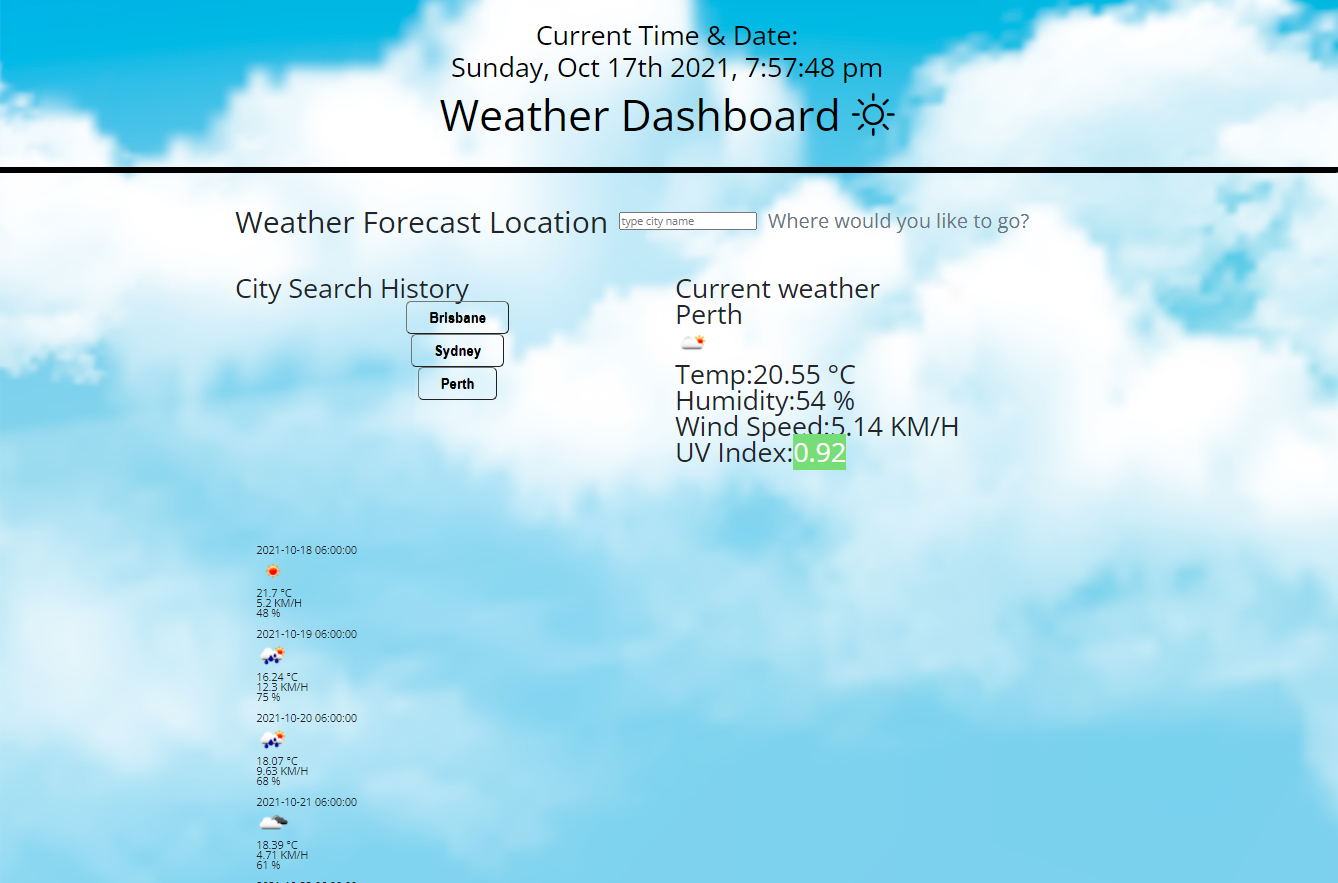 Current Time & Date:
Sunday, Oct 17th 2021, 7:57:48 pm
Weather Dashboard
Weather Forecast Location type city name Where would you like to go?
City Search History
Brisbane
Sydney
Perth
Current weather
Perth
Temp:20.55 °C
Humidity:54 %
Wind Speed:5.14 KM/H
UV Index:0.92
2021-10-18 06:00:00
21.7 °C
5.2 KM/H
48 %
2021-10-19 06:00:00
16.24 °C
12.3 KM/H
75 %
2021-10-20 06:00:00
18.07 °C
9.63 KM/H
68 %
2021-10-21 06:00:00
18.39 °C
4.71 KM/H
61 %